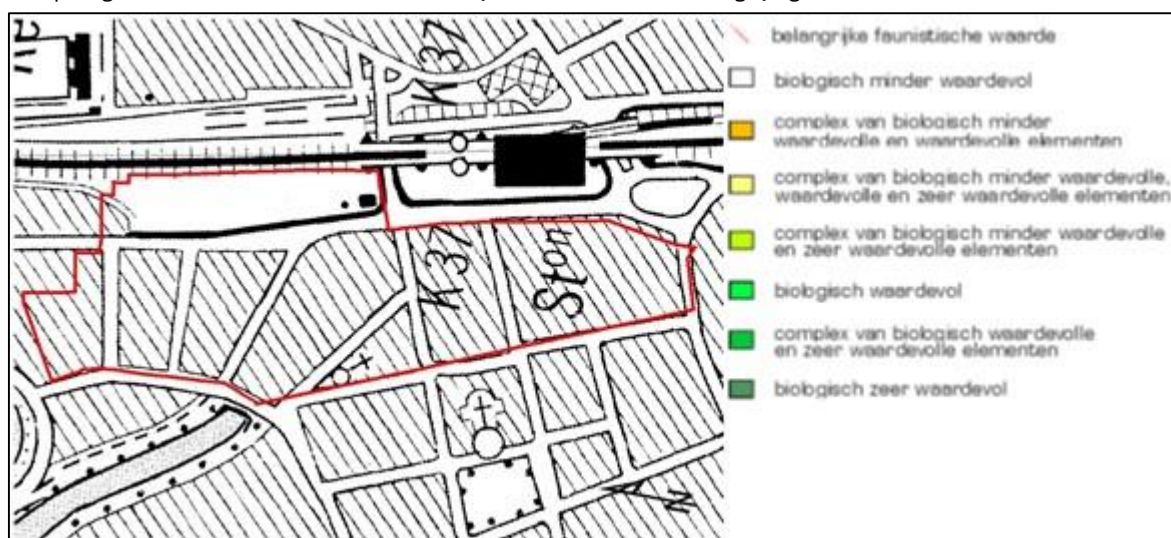 K37
K37
Ston
belangrijke faunistische waarde
biologisch minder waardevol
complex van biologisch minder
waardevolle en waardevolle elementen
complex van biologisch minder waardevolle,
waardevolle en zeer waardevolle elementen
complex van biologisch minder waardevolle
en zeer waardevolle elementen
biologisch waardevol
complex van biologisch waardevolle
en zeer waardevolle elementen
biologisch zeer waardevol